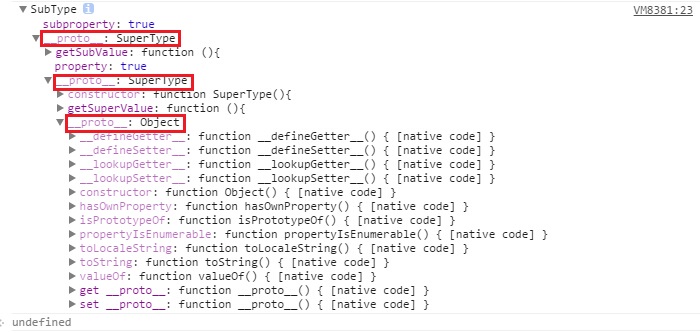 ▼ SubType i VM8381:23
subproperty: true
▼ __proto__: SuperType
▶ getSubValue: function (){
property: true
▼ __proto__: SuperType
▶ constructor: function SuperType(){
▶ getSuperValue: function (){
▼ __proto__: Object
▶ __defineGetter__: function __defineGetter__() { [native code] }
▶ __defineSetter__: function __defineSetter__() { [native code] }
▶ __lookupGetter__: function __lookupGetter__() { [native code] }
▶ __lookupSetter__: function __lookupSetter__() { [native code] }
▶ constructor: function Object() { [native code] }
▶ hasOwnProperty: function hasOwnProperty() { [native code] }
▶ isPrototypeOf: function isPrototypeOf() { [native code] }
▶ propertyIsEnumerable: function propertyIsEnumerable() { [native code] }
▶ toLocaleString: function toLocaleString() { [native code] }
▶ toString: function toString() { [native code] }
▶ valueOf: function valueOf() { [native code] }
▶ get __proto__: function __proto__() { [native code] }
▶ set __proto__: function __proto__() { [native code] }
undefined